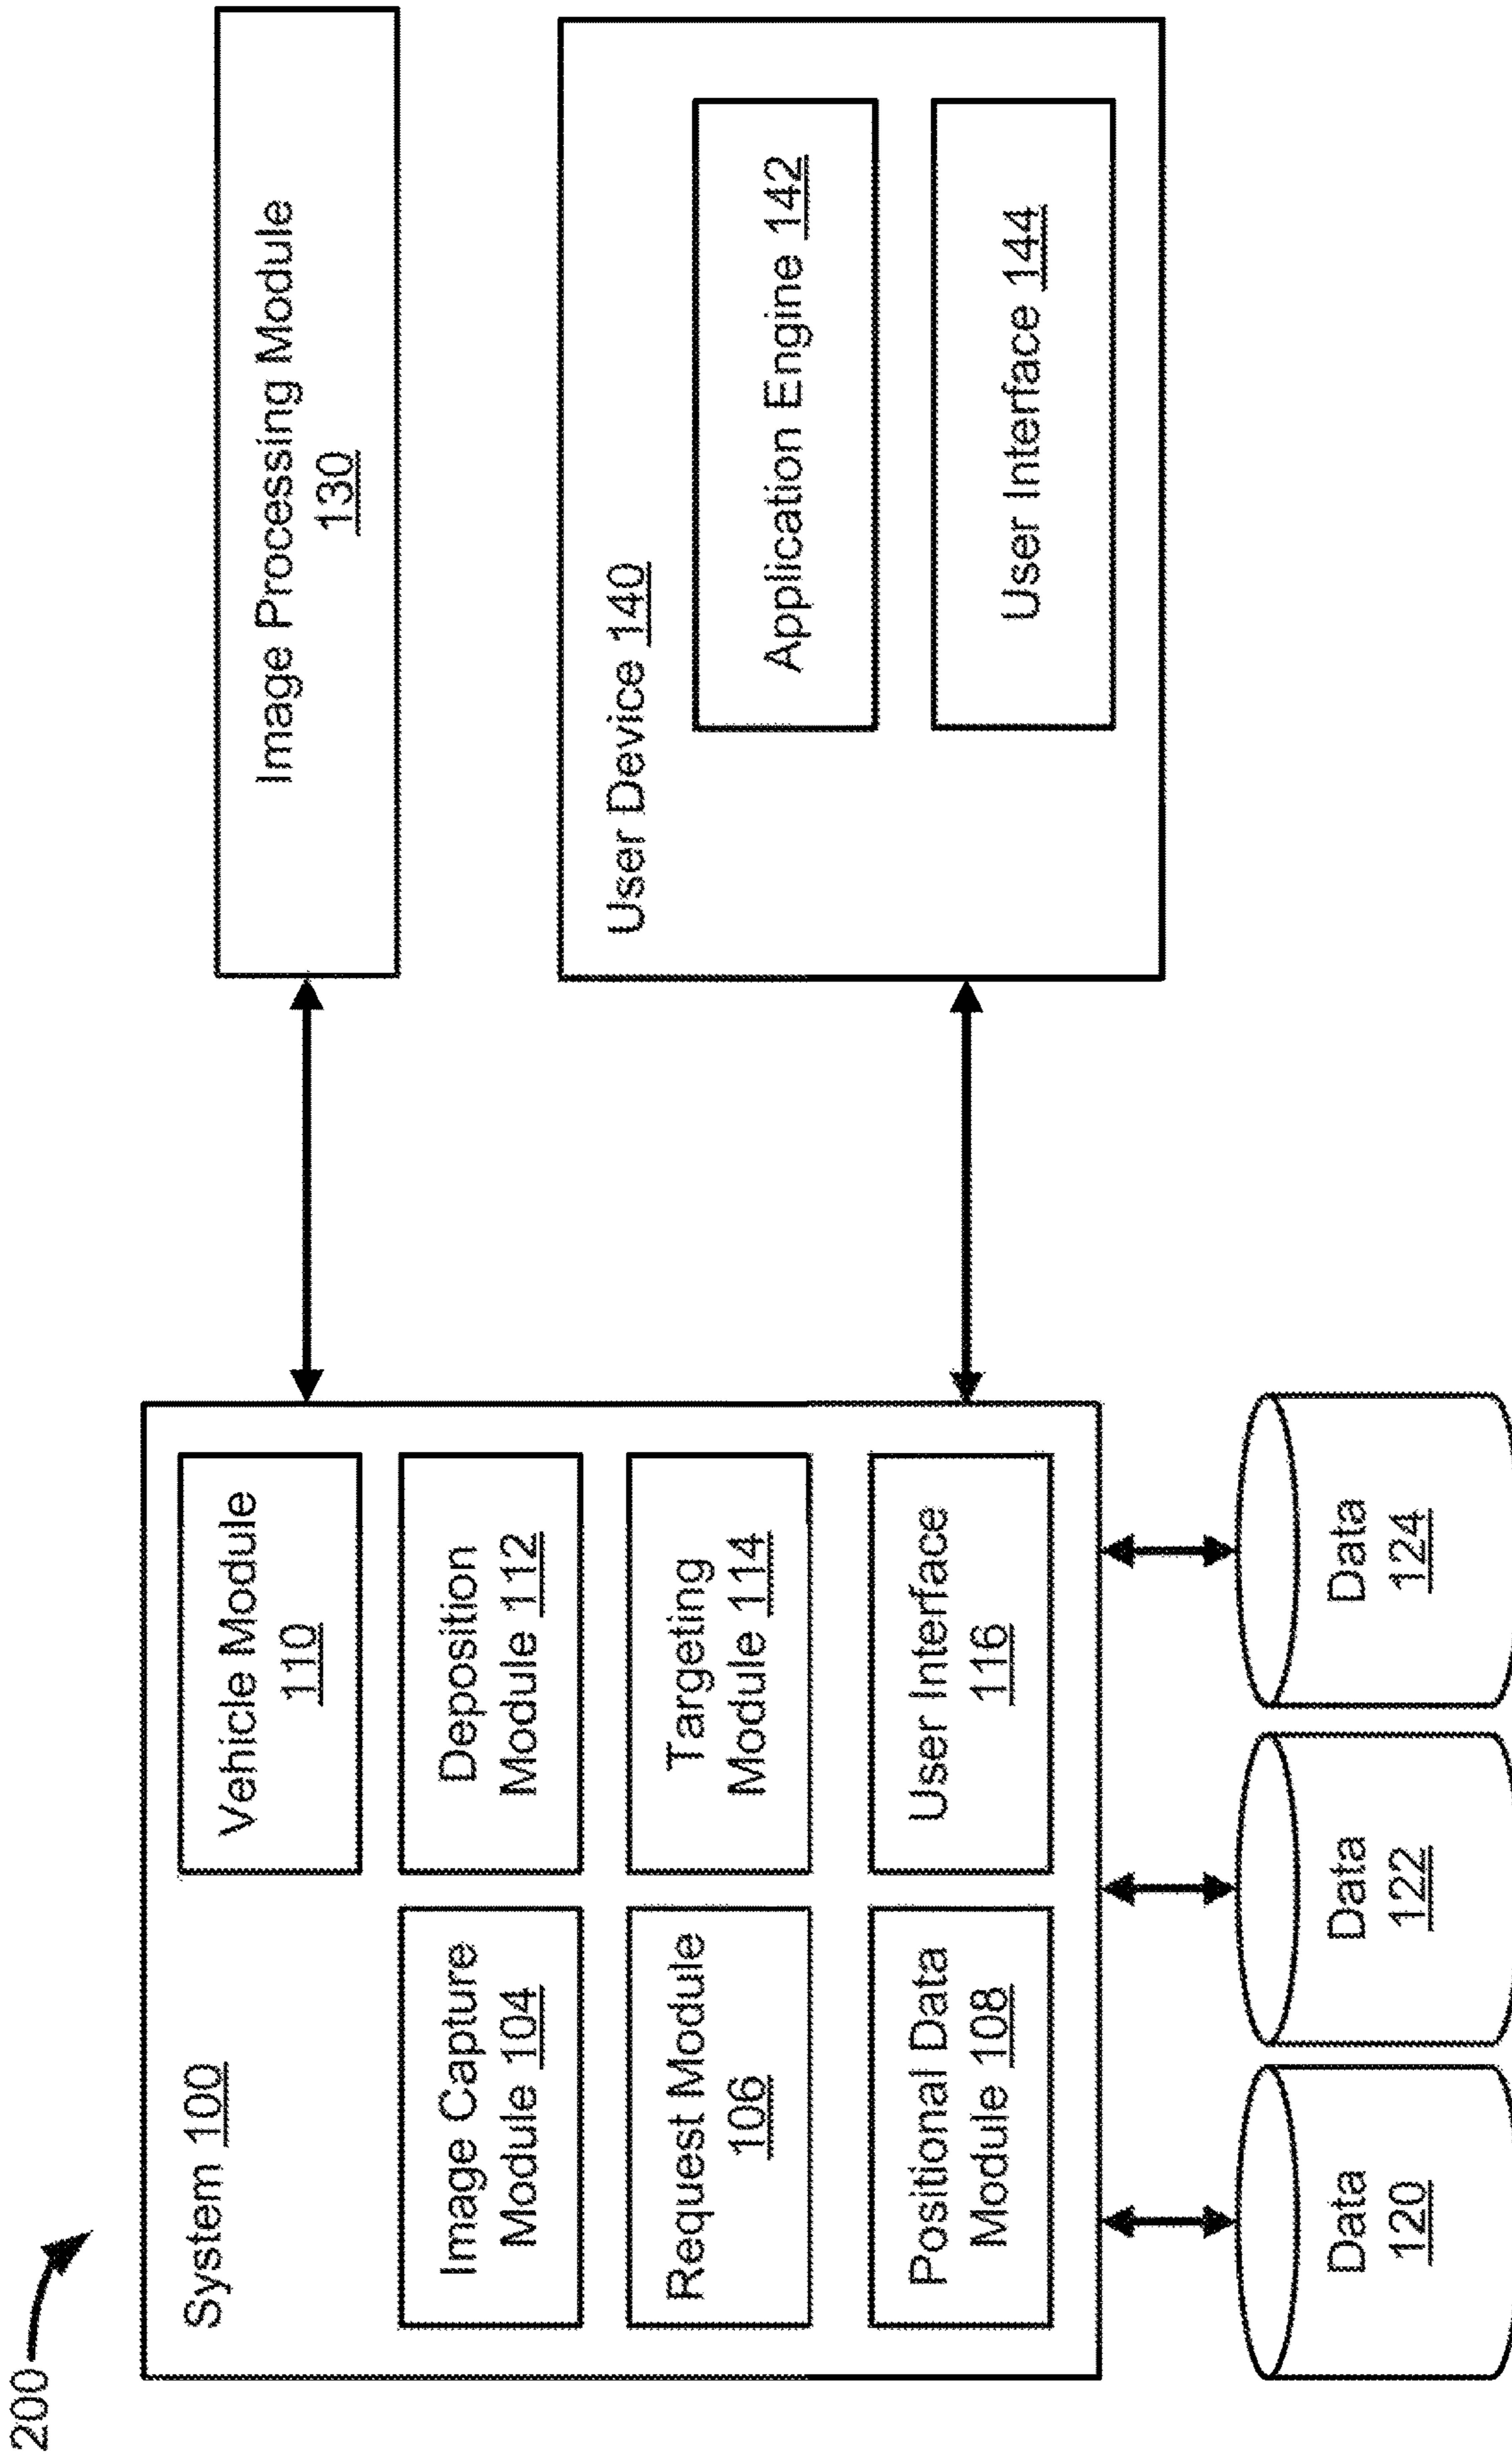 200
System 100
Vehicle Module
110
Image Capture
Module 104
Deposition
Module 112
Request Module
106
Targeting
Module 114
Positional Data
Module 108
User Interface
116
Data
120
Data
122
Data
124
Image Processing Module
130
User Device 140
Application Engine 142
User Interface 144